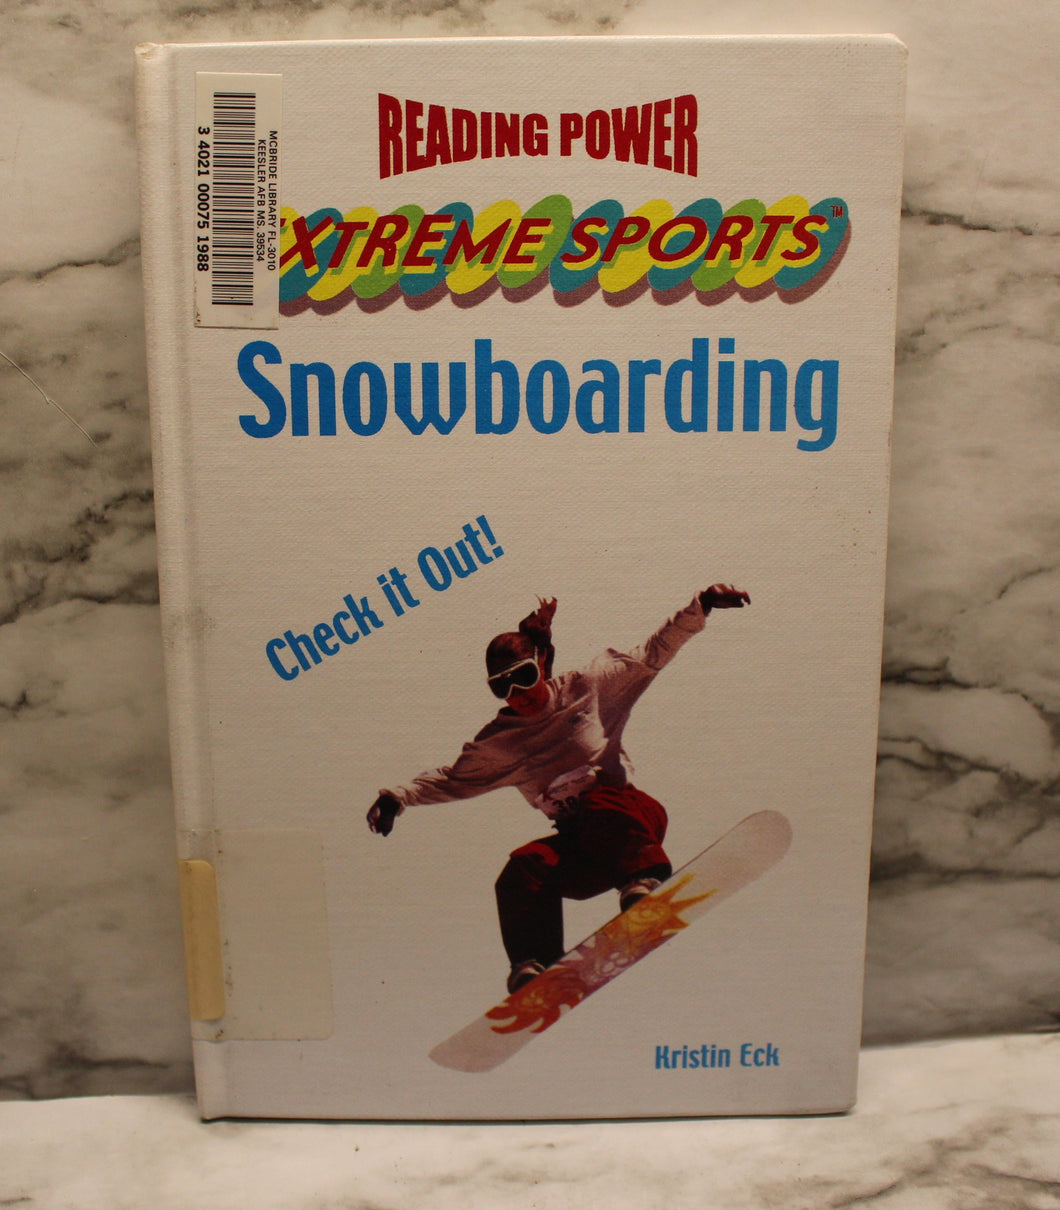 READING POWER
EXTREME SPORTS™
Snowboarding
Check it Out!
Kristin Eck
MCBRIDE LIBRARY FL-3010
KEESLER AFB MS. 39534
3 4021 00075 1988